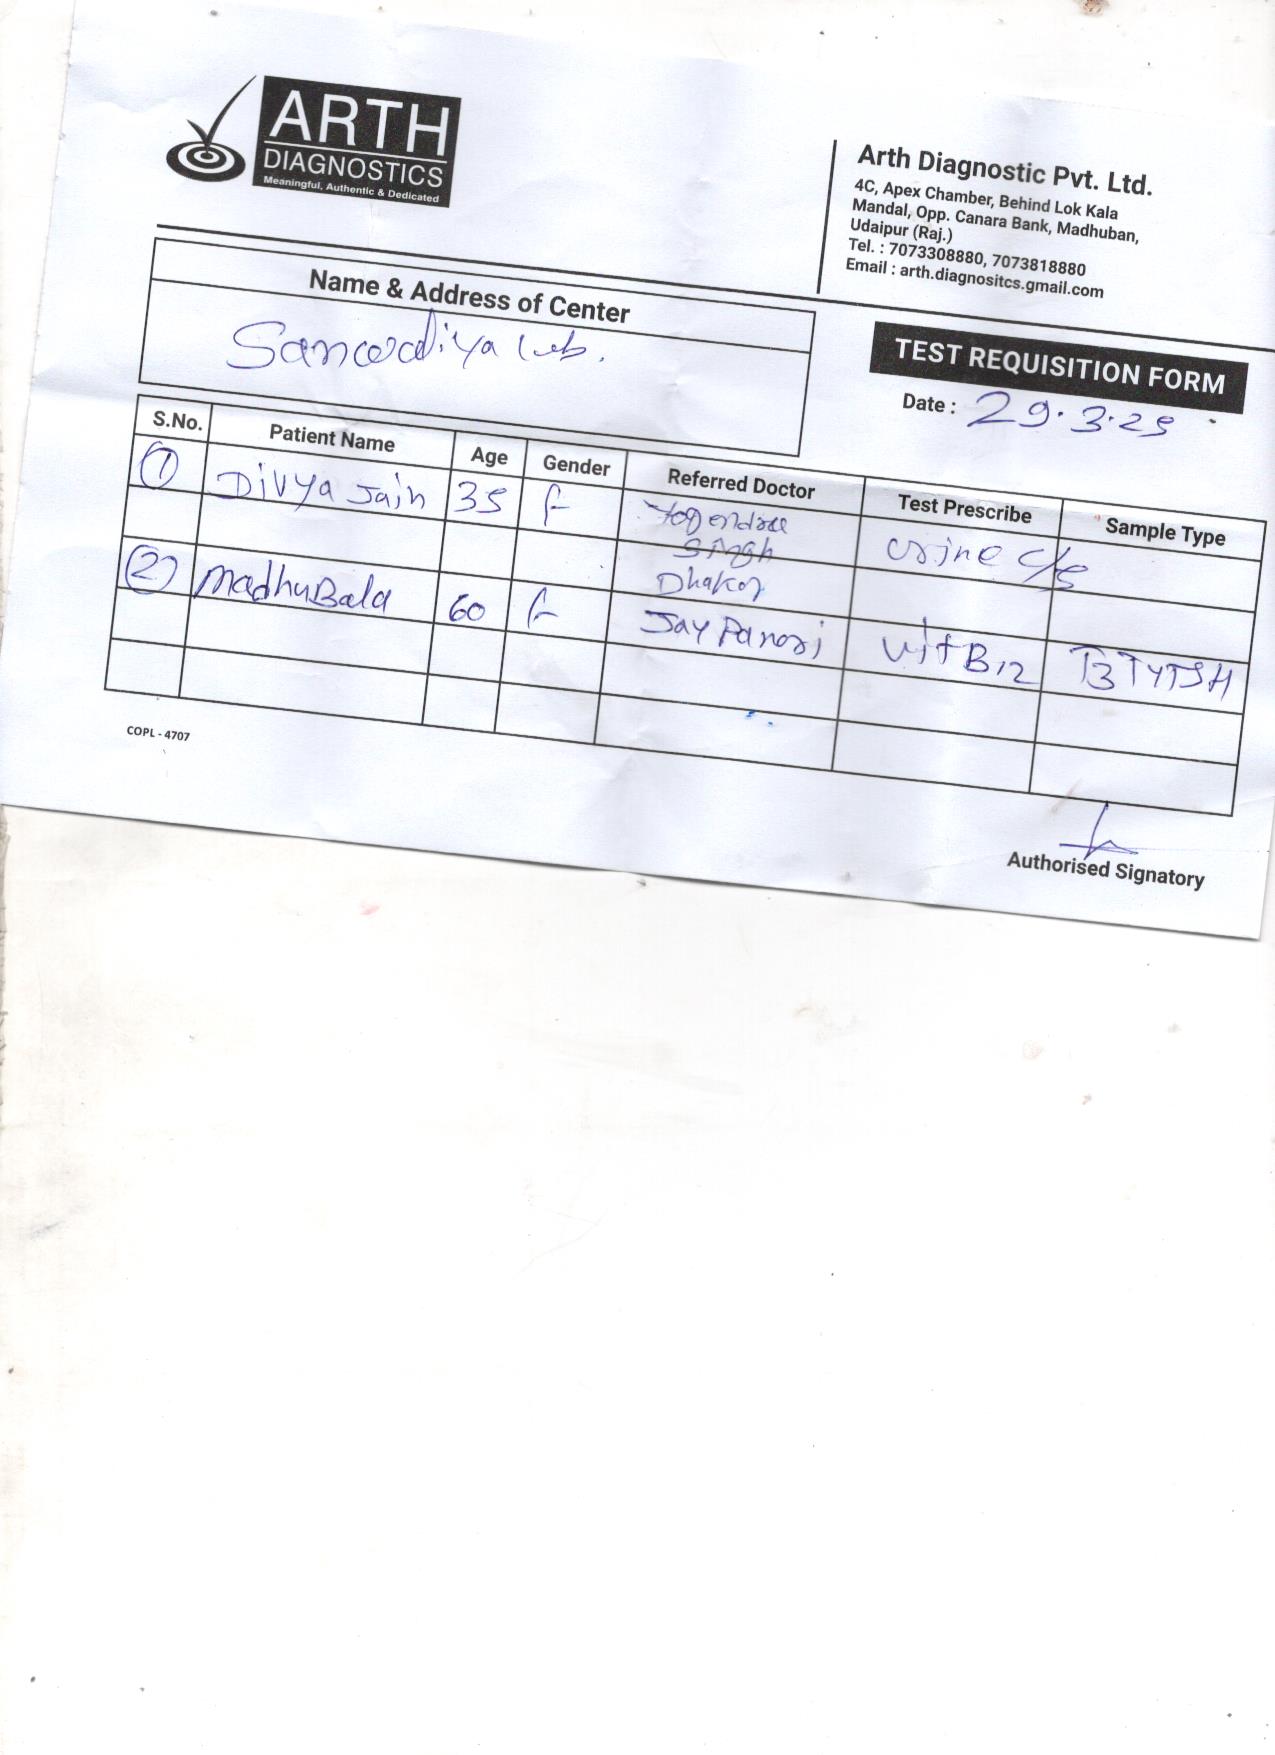 ARTH
DIAGNOSTICS
Meaningful, Authentic & Dedicated
Arth Diagnostic Pvt. Ltd.
4C, Apex Chamber, Behind Lok Kala
Mandal, Opp. Canara Bank, Madhuban,
Udaipur (Raj.)
Tel. : 7073308880, 7073818880
Email : arth.diagnositcs.gmail.com
Name & Address of Center
Sanwadiya Lab.
TEST REQUISITION FORM
Date : 29.3.25
S.No. Patient Name Age Gender Referred Doctor Test Prescribe Sample Type
(1) Divya Jain 35 F Yogendra
Singh
Dhakar
urine c/s
(2) MadhuBala 60 F Jay Panori vit B12 T3 T4 TSH
COPL - 4707
Authorised Signatory